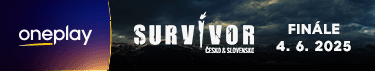 oneplay
SURVIVOR
ČESKO & SLOVENSKO
FINÁLE
4. 6. 2025